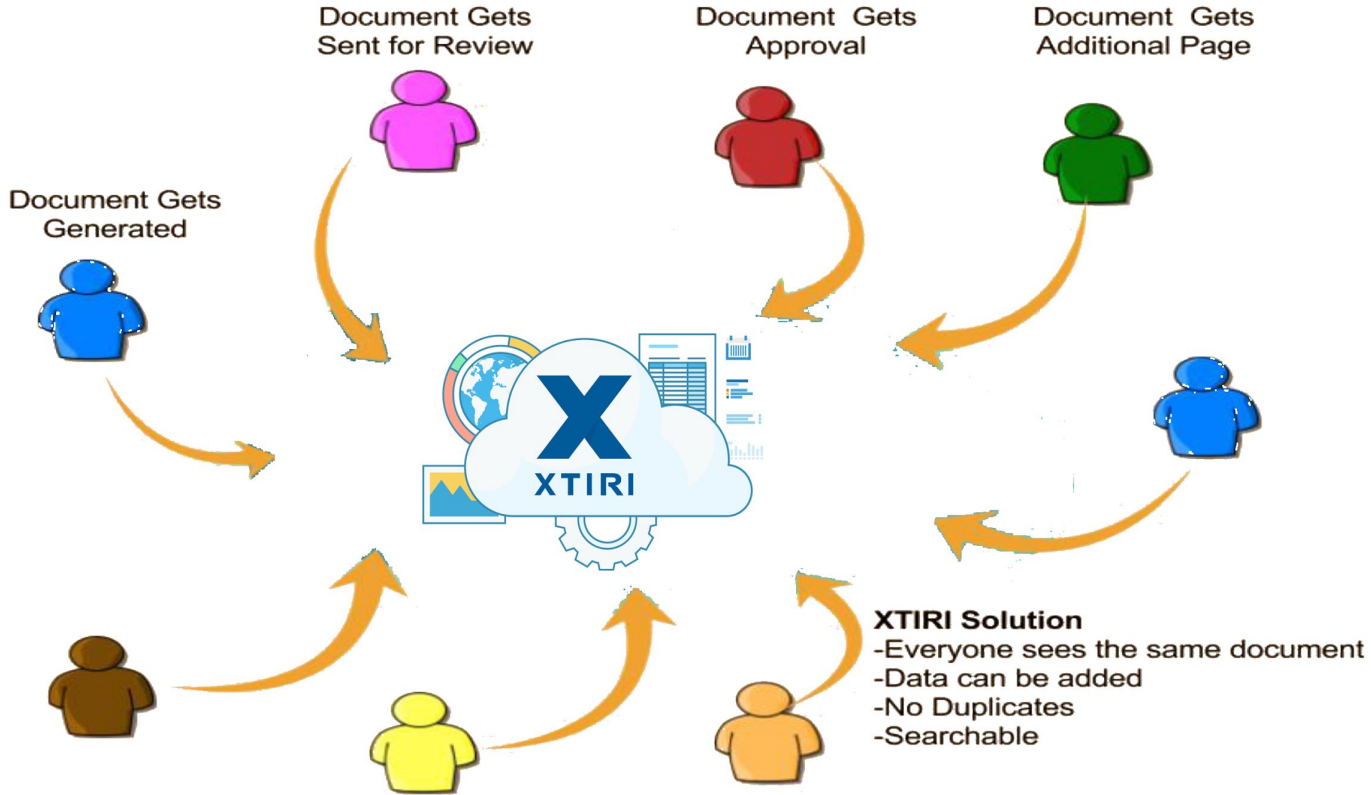 Document Gets
Sent for Review
Document Gets
Approval
Document Gets
Additional Page
Document Gets
Generated
X
XTIRI
XTIRI Solution
-Everyone sees the same document
-Data can be added
-No Duplicates
-Searchable